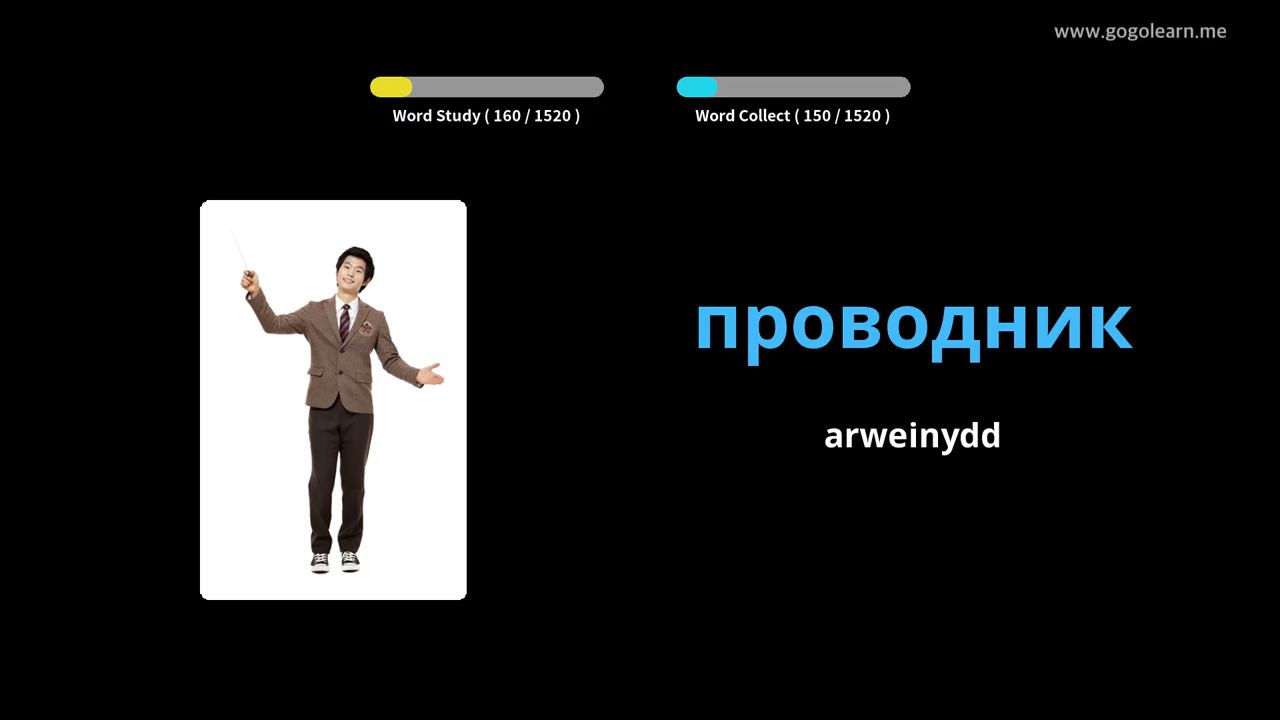 www.gogolearn.me
Word Study ( 160 / 1520 )
Word Collect ( 150 / 1520 )
проводник
arweinydd